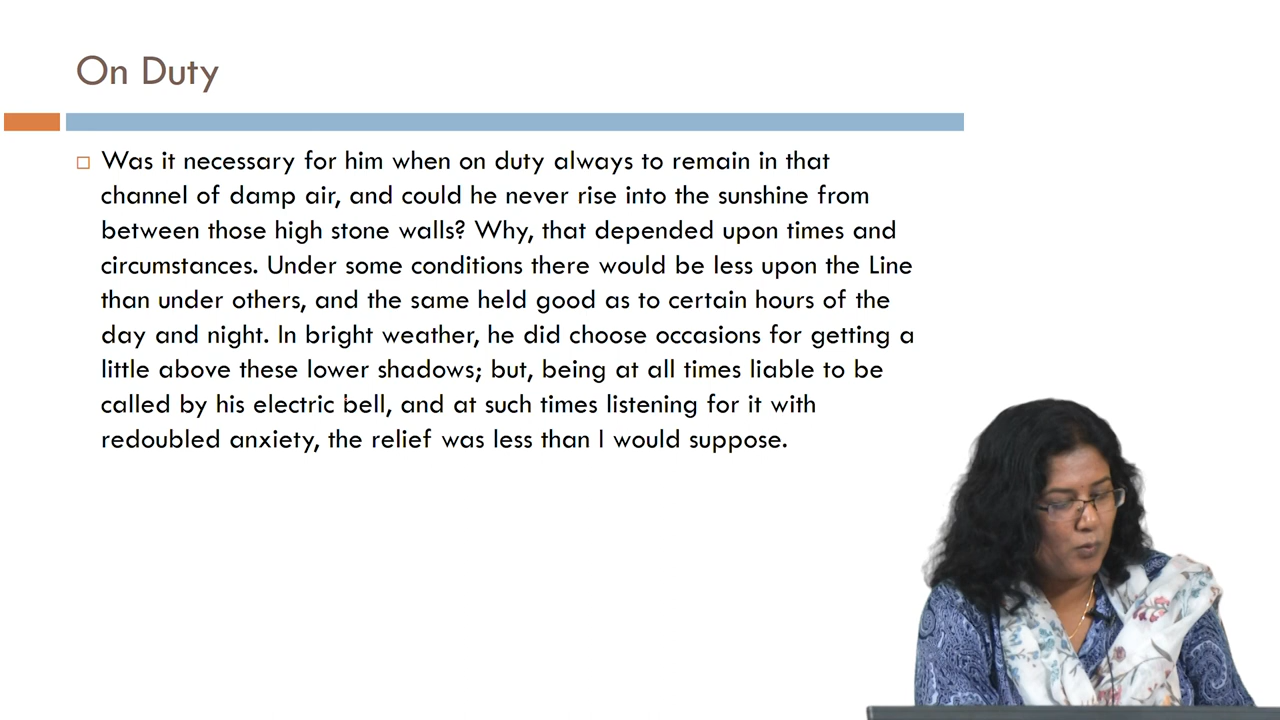 On Duty
Was it necessary for him when on duty always to remain in that
channel of damp air, and could he never rise into the sunshine from
between those high stone walls? Why, that depended upon times and
circumstances. Under some conditions there would be less upon the Line
than under others, and the same held good as to certain hours of the
day and night. In bright weather, he did choose occasions for getting a
little above these lower shadows; but, being at all times liable to be
called by his electric bell, and at such times listening for it with
redoubled anxiety, the relief was less than I would suppose.